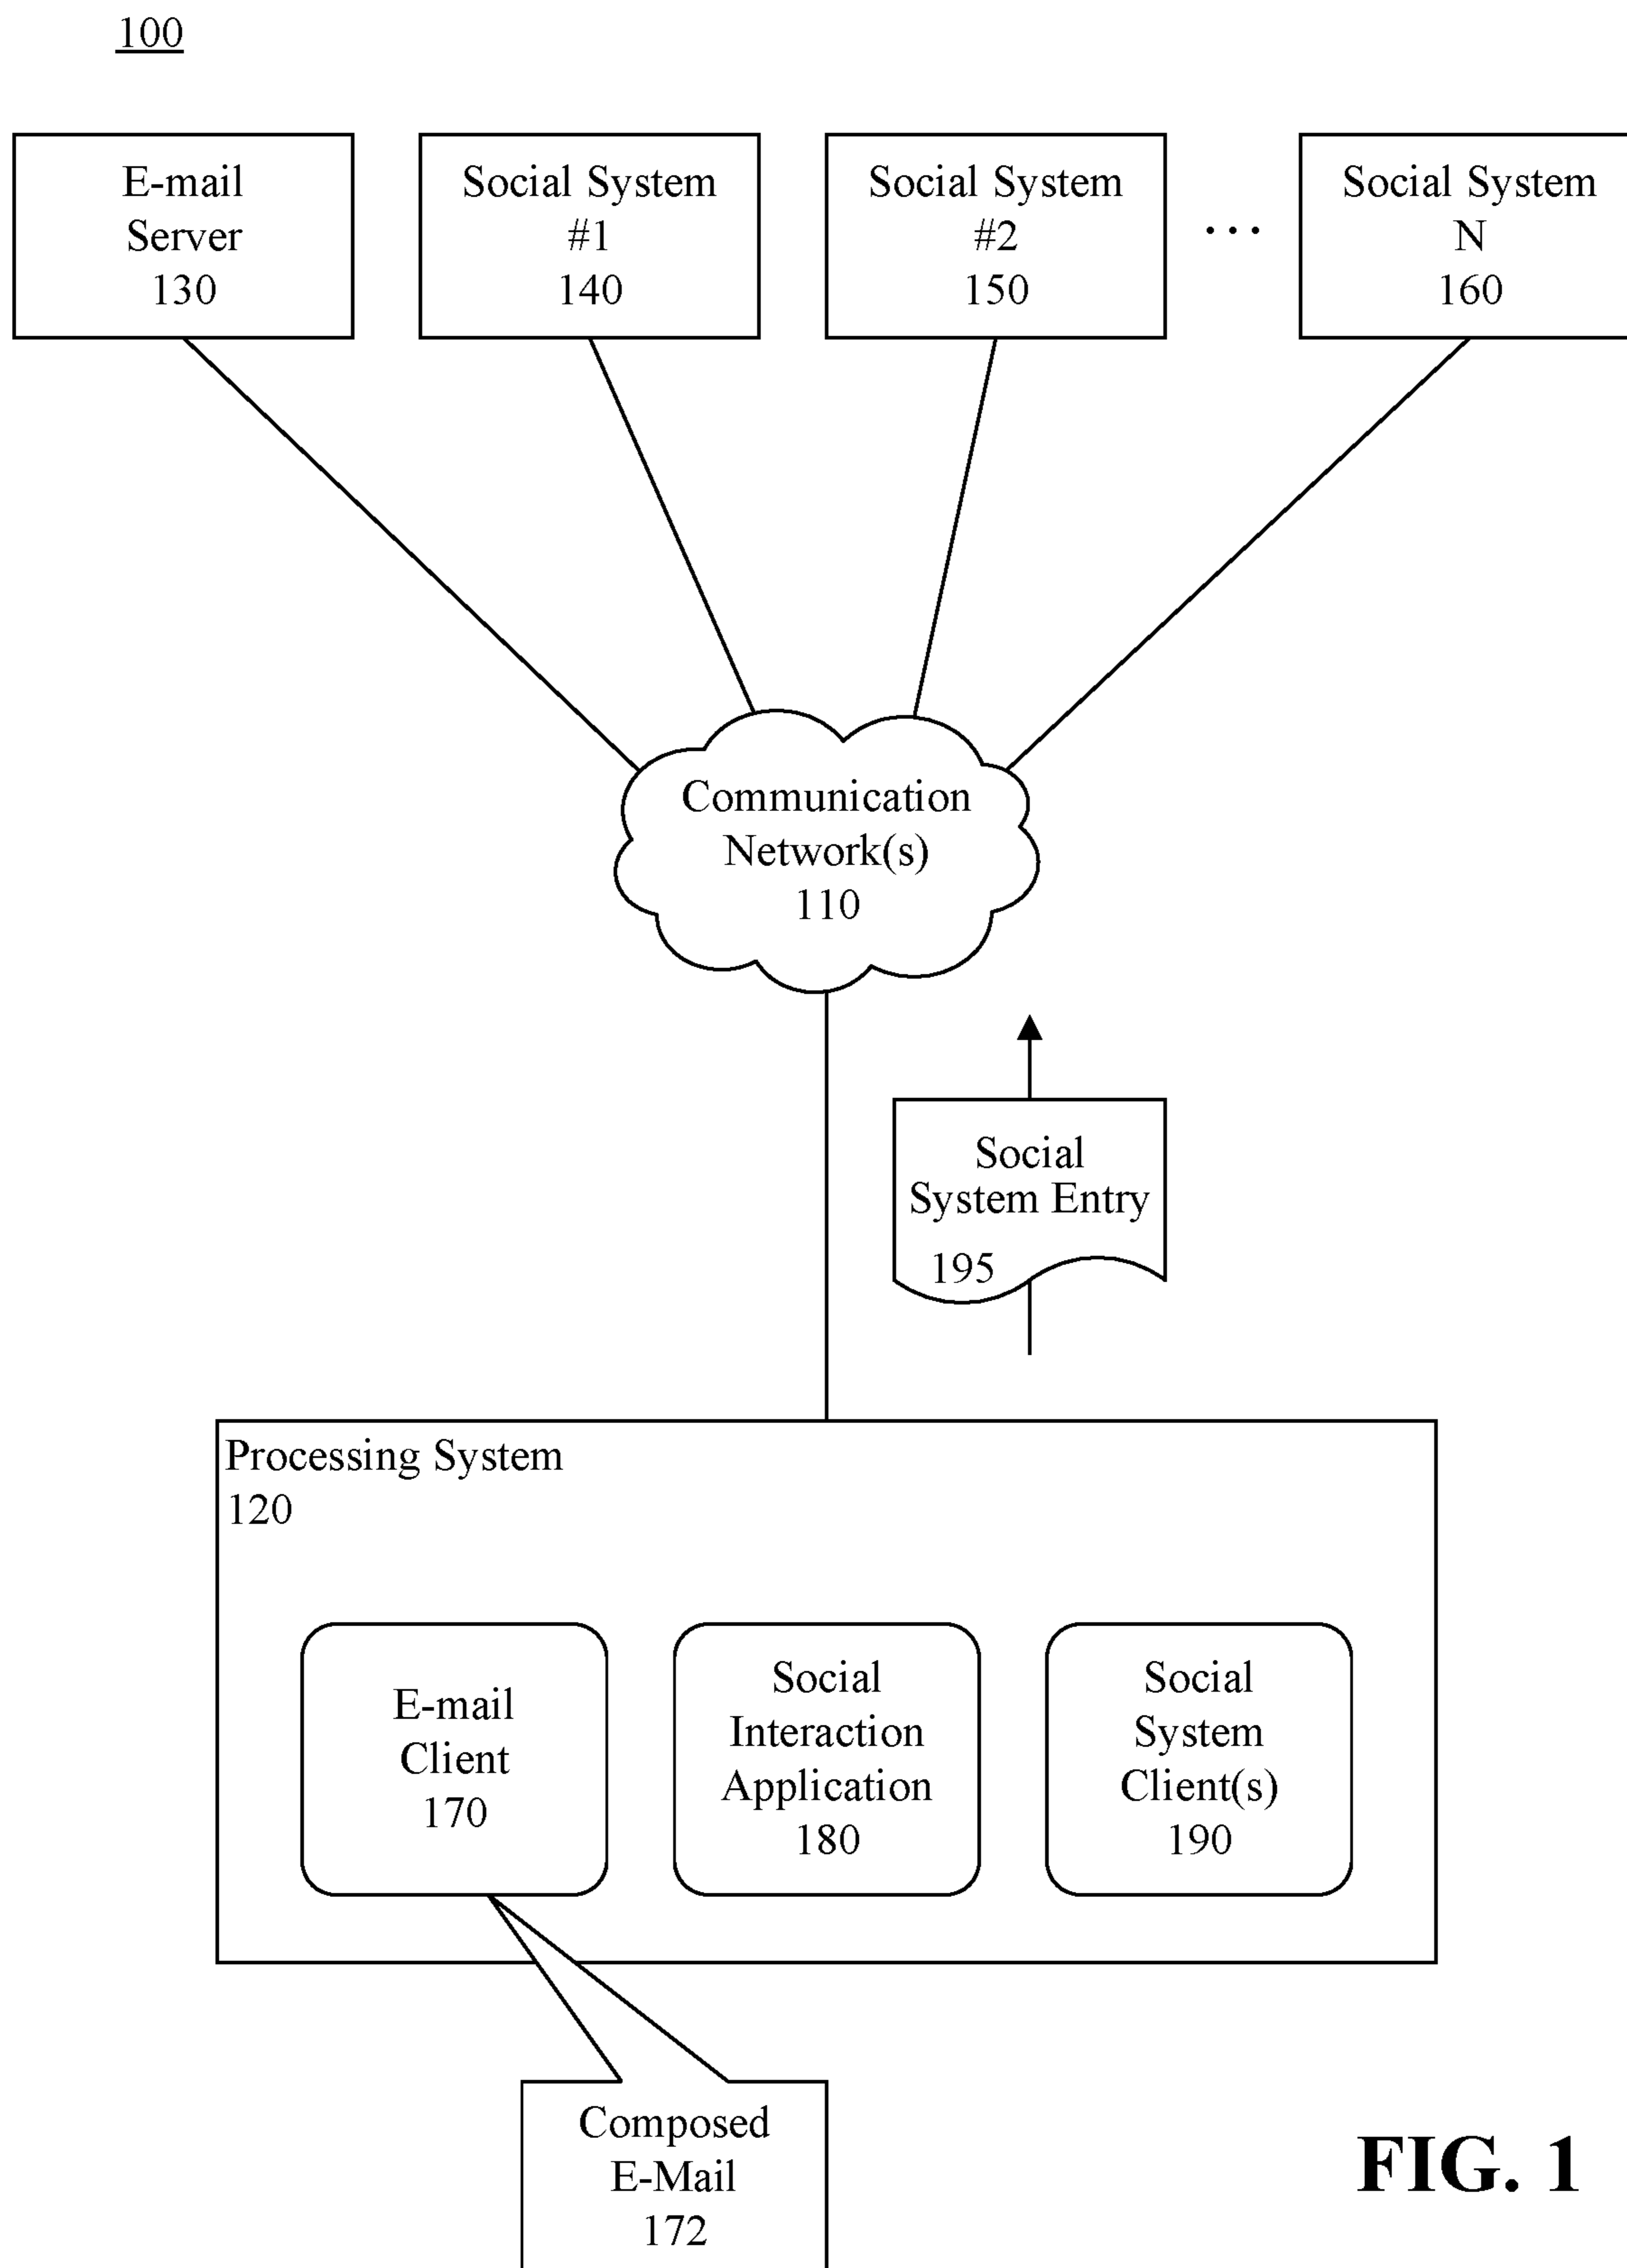 100
E-mail
Server
130
Social System
#1
140
Social System
#2
150
...
Social System
N
160
Communication
Network(s)
110
Social
System Entry
195
Processing System
120
E-mail
Client
170
Social
Interaction
Application
180
Social
System
Client(s)
190
Composed
E-Mail
172
FIG. 1